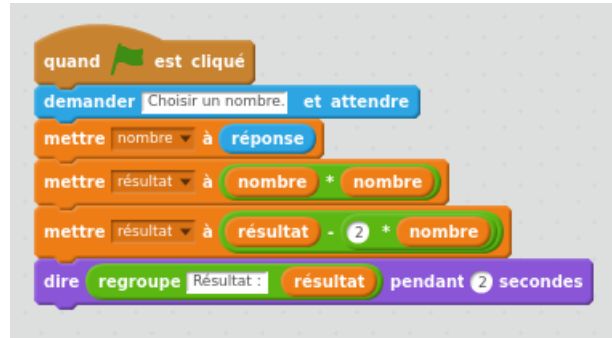 quand est cliqué
demander Choisir un nombre. et attendre
mettre nombre à réponse
mettre résultat à nombre * nombre
mettre résultat à résultat - 2 * nombre
dire regroupe Résultat : résultat pendant 2 secondes